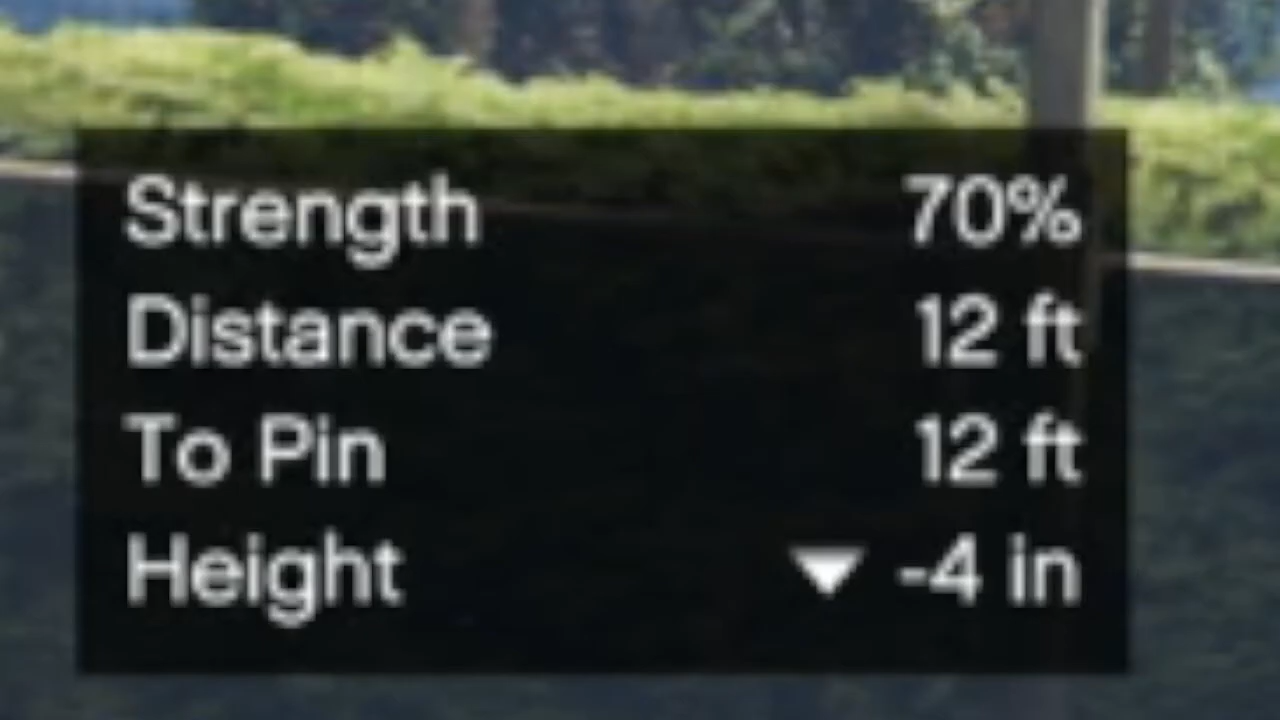 Strength 70%
Distance 12 ft
To Pin 12 ft
Height ▼ -4 in